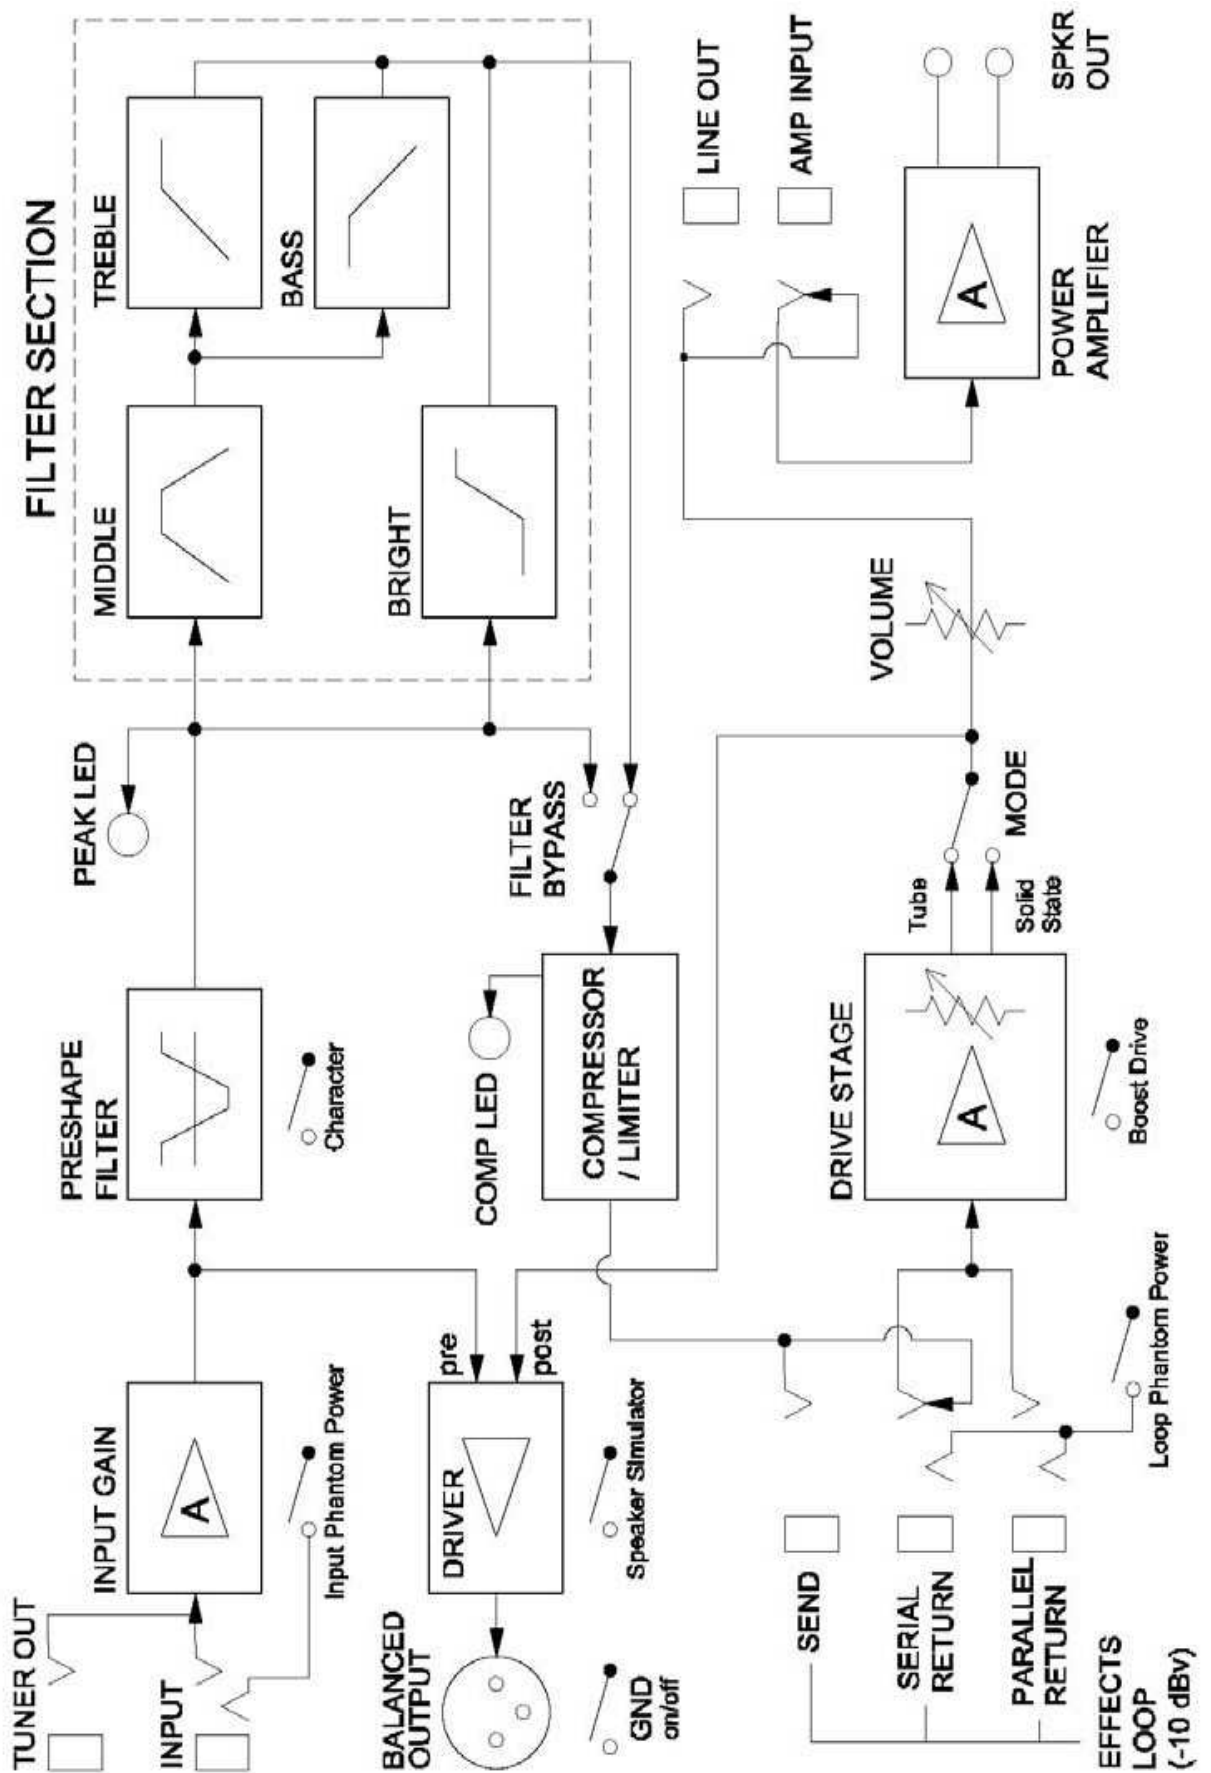 FILTER SECTION
TUNER OUT
INPUT
INPUT GAIN
A
Input Phantom Power
PRESHAPE
FILTER
Character
PEAK LED
MIDDLE
TREBLE
BASS
BRIGHT
BALANCED
OUTPUT
GND
on/off
DRIVER
pre
post
Speaker Simulator
COMP LED
COMPRESSOR
/ LIMITER
FILTER
BYPASS
LINE OUT
AMP INPUT
SEND
SERIAL
RETURN
PARALLEL
RETURN
EFFECTS
LOOP
(-10 dBv)
Loop Phantom Power
DRIVE STAGE
A
Boost Drive
Tube
Solid
State
MODE
VOLUME
A
POWER
AMPLIFIER
SPKR
OUT